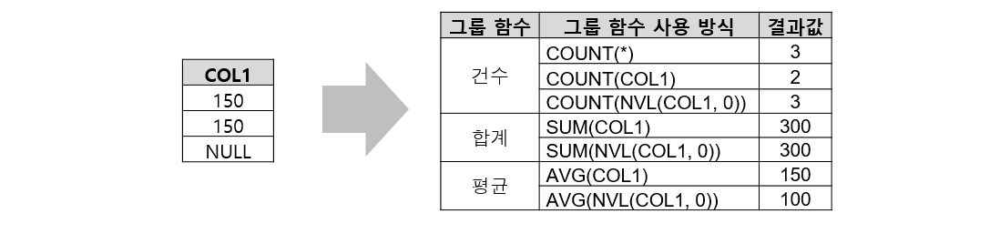 COL1
150
150
NULL
그룹 함수 그룹 함수 사용 방식 결과값
건수
COUNT(*) 3
COUNT(COL1) 2
COUNT(NVL(COL1, 0)) 3
합계
SUM(COL1) 300
SUM(NVL(COL1, 0)) 300
평균
AVG(COL1) 150
AVG(NVL(COL1, 0)) 100